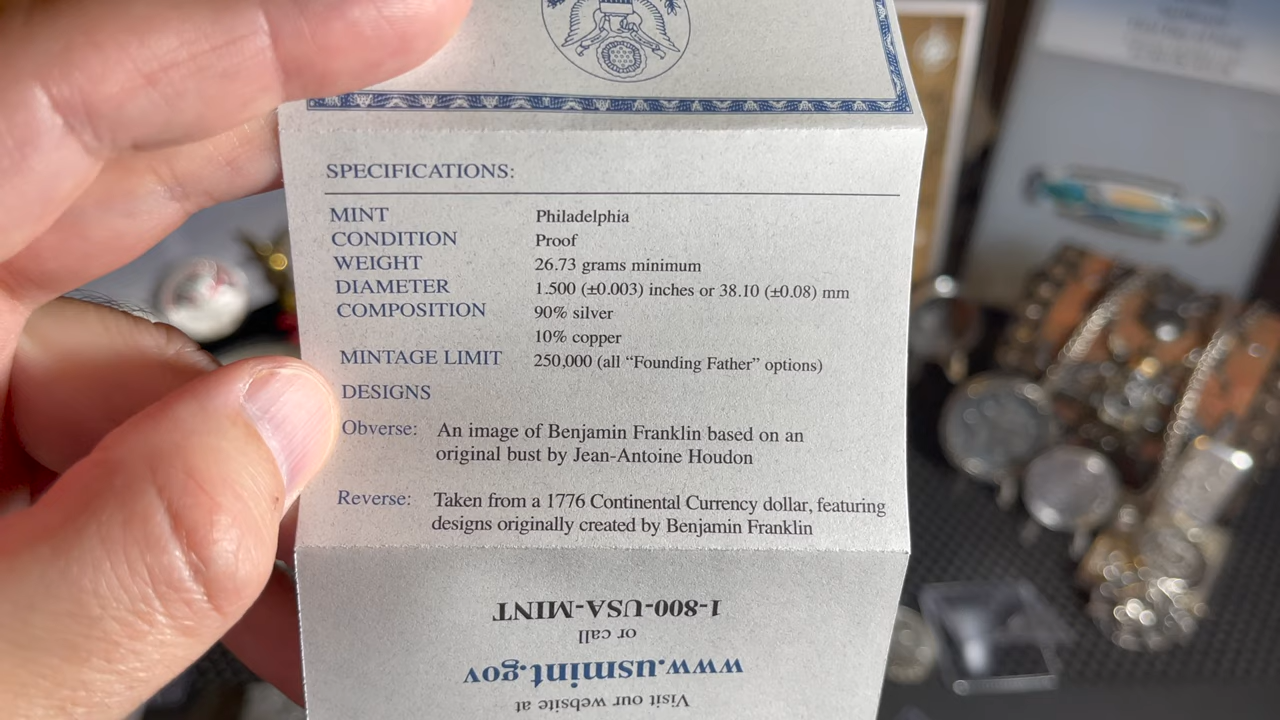 SPECIFICATIONS:
MINT Philadelphia
CONDITION Proof
WEIGHT 26.73 grams minimum
DIAMETER 1.500 (±0.003) inches or 38.10 (±0.08) mm
COMPOSITION 90% silver
10% copper
MINTAGE LIMIT 250,000 (all “Founding Father” options)
DESIGNS
Obverse: An image of Benjamin Franklin based on an
original bust by Jean-Antoine Houdon
Reverse: Taken from a 1776 Continental Currency dollar, featuring
designs originally created by Benjamin Franklin
Visit our website at
www.usmint.gov
or call
1-800-USA-MINT